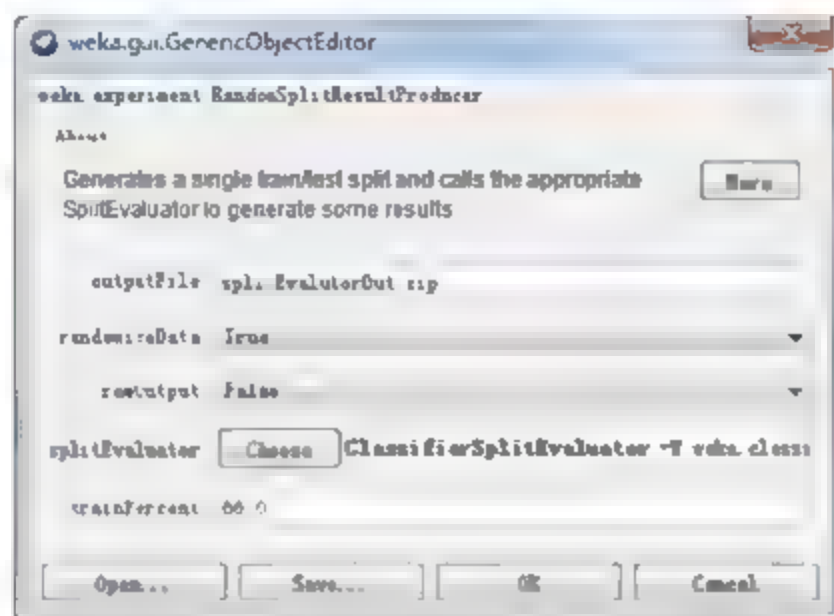 weka.gui.GenericObjectEditor
weka.experiment.RandomSplitResultProducer
About
Generates a single train/test split and calls the appropriate
SplitEvaluator to generate some results
More
outputFile splitEvalutorOut.zip
randomizeData True
rawOutput False
splitEvaluator Choose ClassifierSplitEvaluator -W weka.classi
trainPercent 66.0
Open... Save... OK Cancel